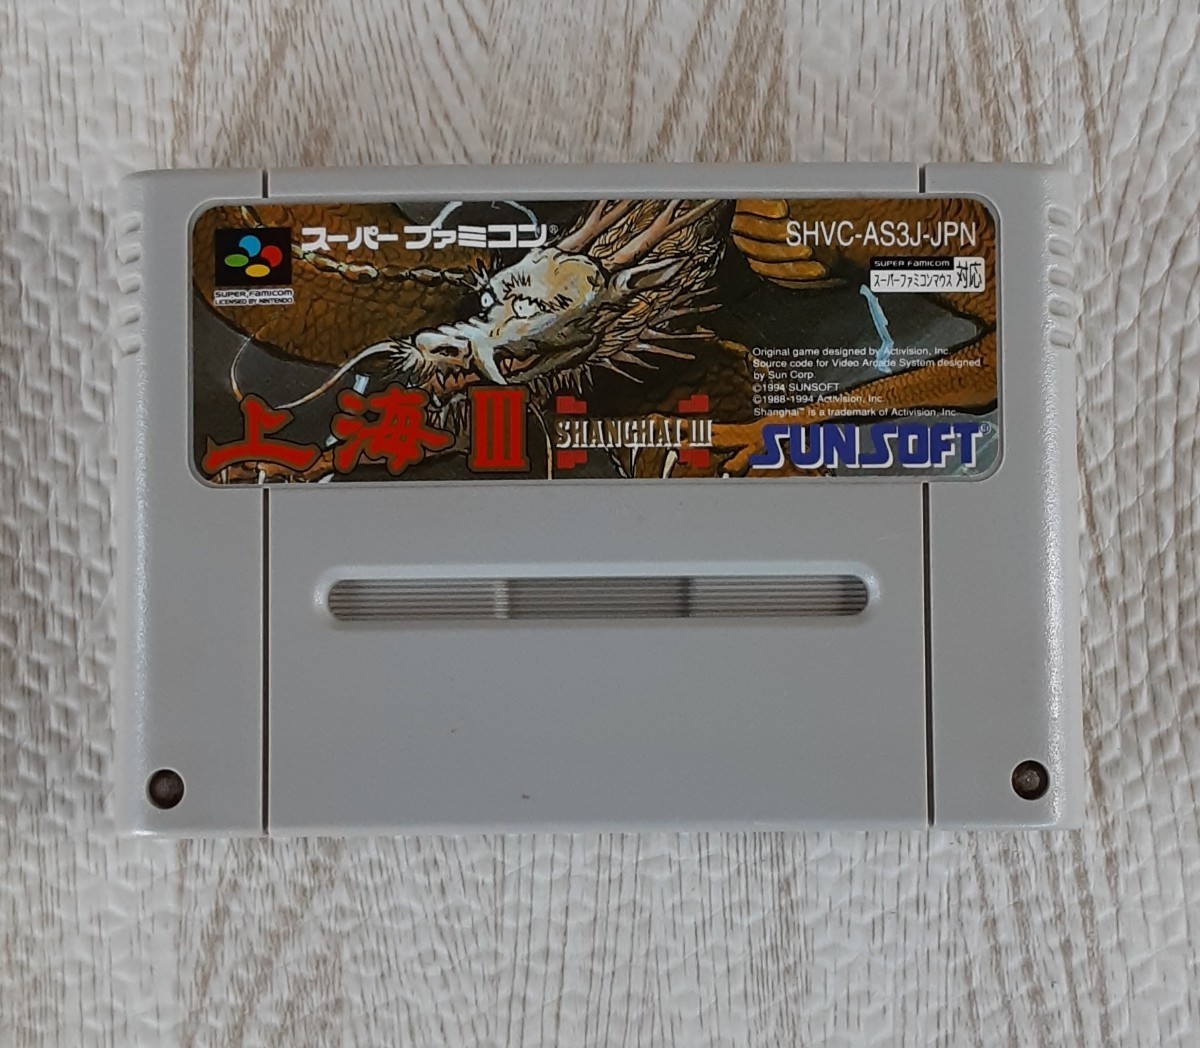 スーパーファミコン®
SHVC-AS3J-JPN
SUPER FAMICOM
LICENSED BY NINTENDO
SUPER FAMICOM
スーパーファミコンマウス 対応
Original game designed by Activision, Inc.
Source code for Video Arcade System designed
by Sun Corp.
©1994 SUNSOFT
©1988-1994 Activision, Inc.
Shanghai™ is a trademark of Activision, Inc.
上海III
SHANGHAI III
SUNSOFT®